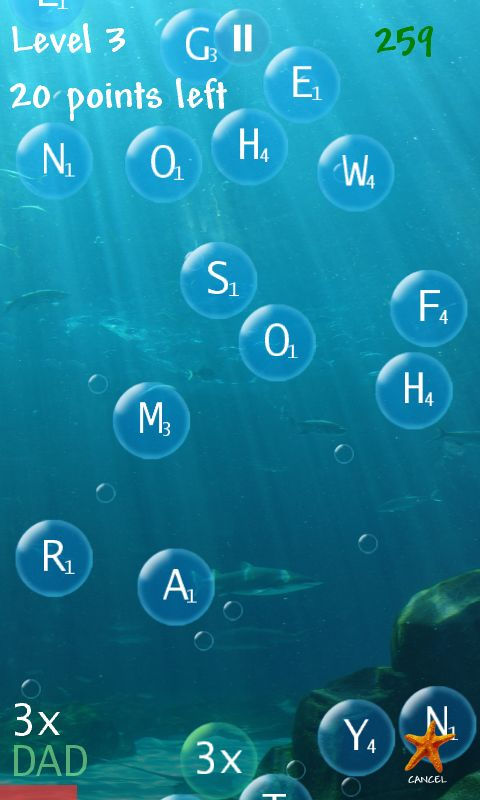 E1
Level 3
G3
259
E1
20 points left
H4
N1
O1
W4
S1
F4
O1
H4
M3
R1
A1
3x
Y4
N1
DAD
3x
CANCEL